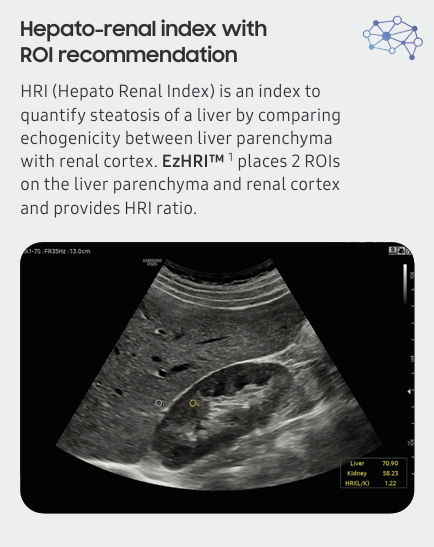 Hepato-renal index with
ROI recommendation
HRI (Hepato Renal Index) is an index to
quantify steatosis of a liver by comparing
echogenicity between liver parenchyma
with renal cortex. EzHRI™ ¹ places 2 ROIs
on the liver parenchyma and renal cortex
and provides HRI ratio.
/FR35Hz /13.0cm
SAMSUNG
Liver 70.90
Kidney 58.23
HRI(L/K) 1.22